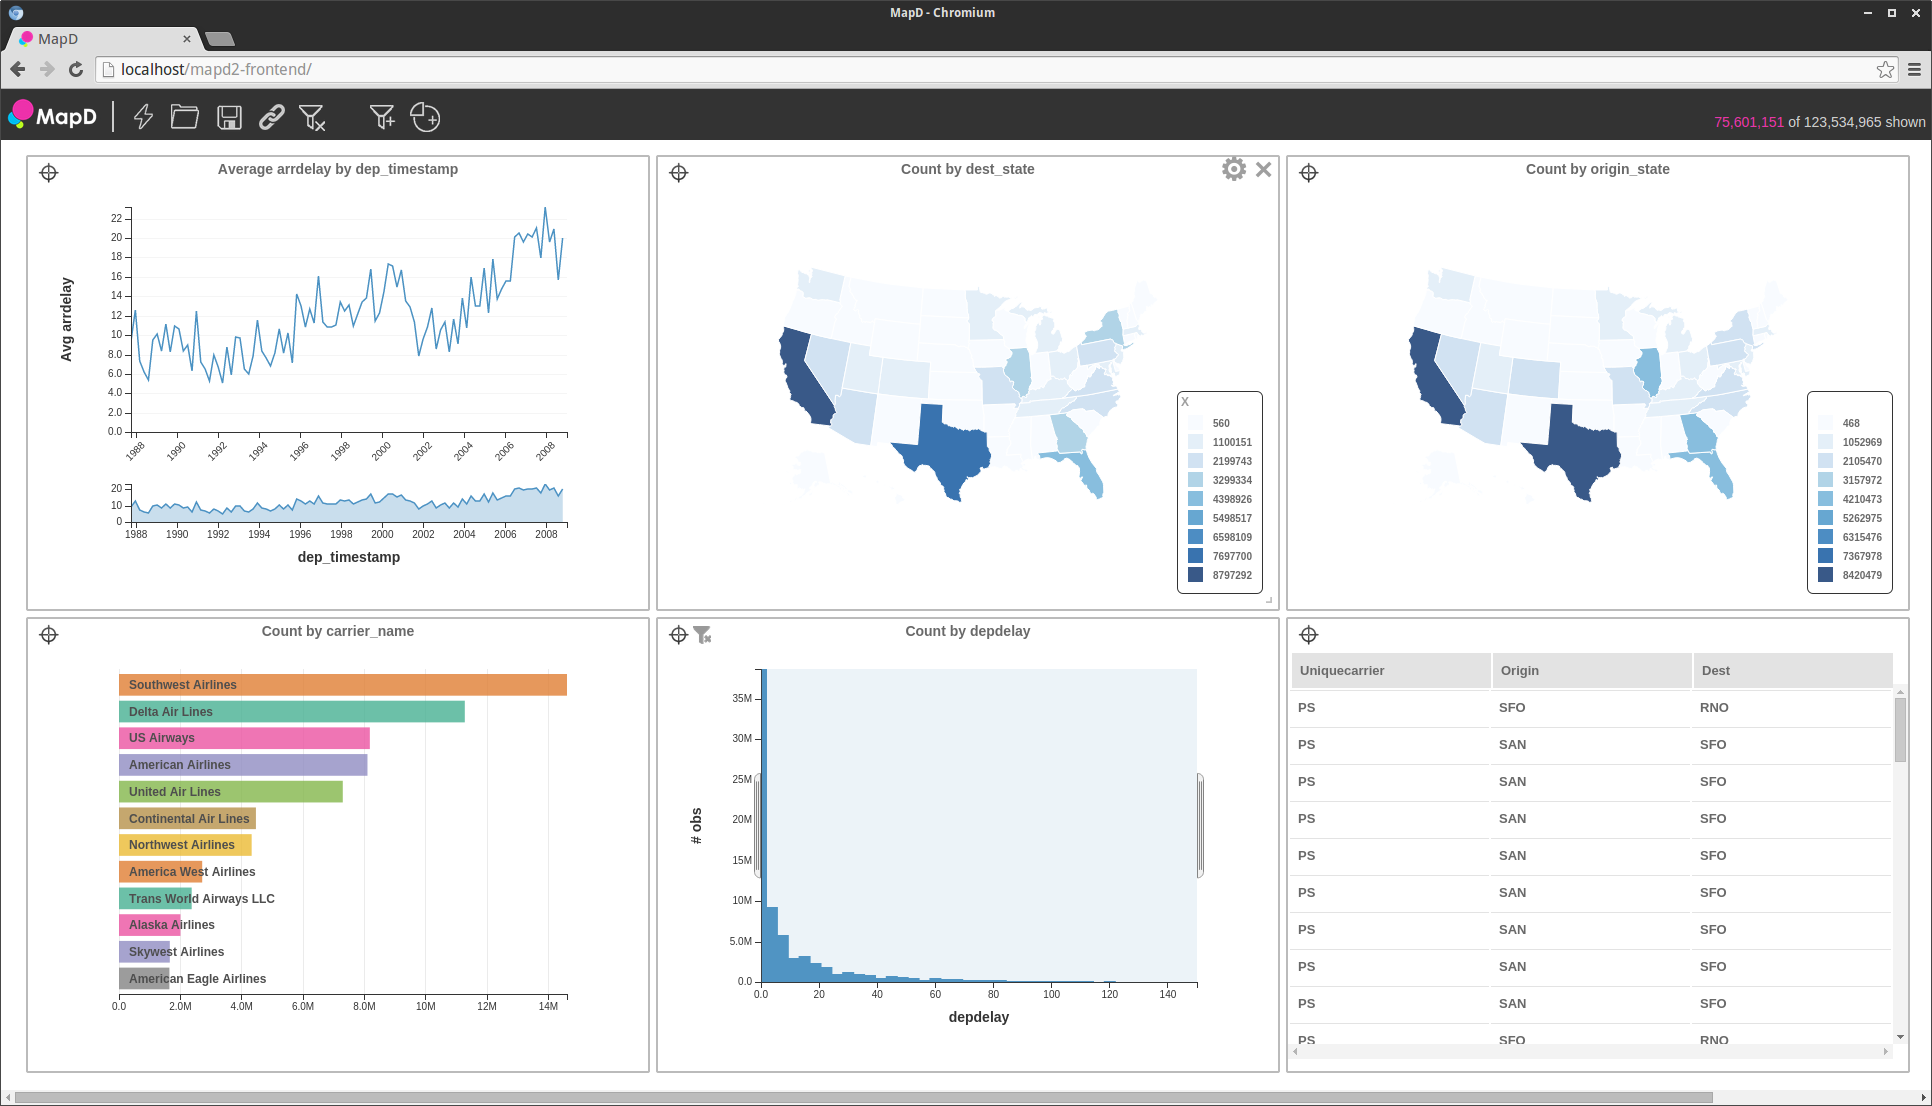 MapD - Chromium
MapD
localhost/mapd2-frontend/
MapD
75,601,151 of 123,534,965 shown
Average arrdelay by dep_timestamp
Avg arrdelay
22
20
18
16
14
12
10
8.0
6.0
4.0
2.0
0.0
1988 1990 1992 1994 1996 1998 2000 2002 2004 2006 2008
20
10
0
1988 1990 1992 1994 1996 1998 2000 2002 2004 2006 2008
dep_timestamp
Count by dest_state
X
560
1100151
2199743
3299334
4398926
5498517
6598109
7697700
8797292
Count by origin_state
468
1052969
2105470
3157972
4210473
5262975
6315476
7367978
8420479
Count by carrier_name
Southwest Airlines
Delta Air Lines
US Airways
American Airlines
United Air Lines
Continental Air Lines
Northwest Airlines
America West Airlines
Trans World Airways LLC
Alaska Airlines
Skywest Airlines
American Eagle Airlines
0.0 2.0M 4.0M 6.0M 8.0M 10M 12M 14M
Count by depdelay
# obs
35M
30M
25M
20M
15M
10M
5.0M
0.0
0.0 20 40 60 80 100 120 140
depdelay
Uniquecarrier Origin Dest
PS SFO RNO
PS SAN SFO
PS SAN SFO
PS SAN SFO
PS SAN SFO
PS SAN SFO
PS SAN SFO
PS SAN SFO
PS SAN SFO
PS SFO RNO